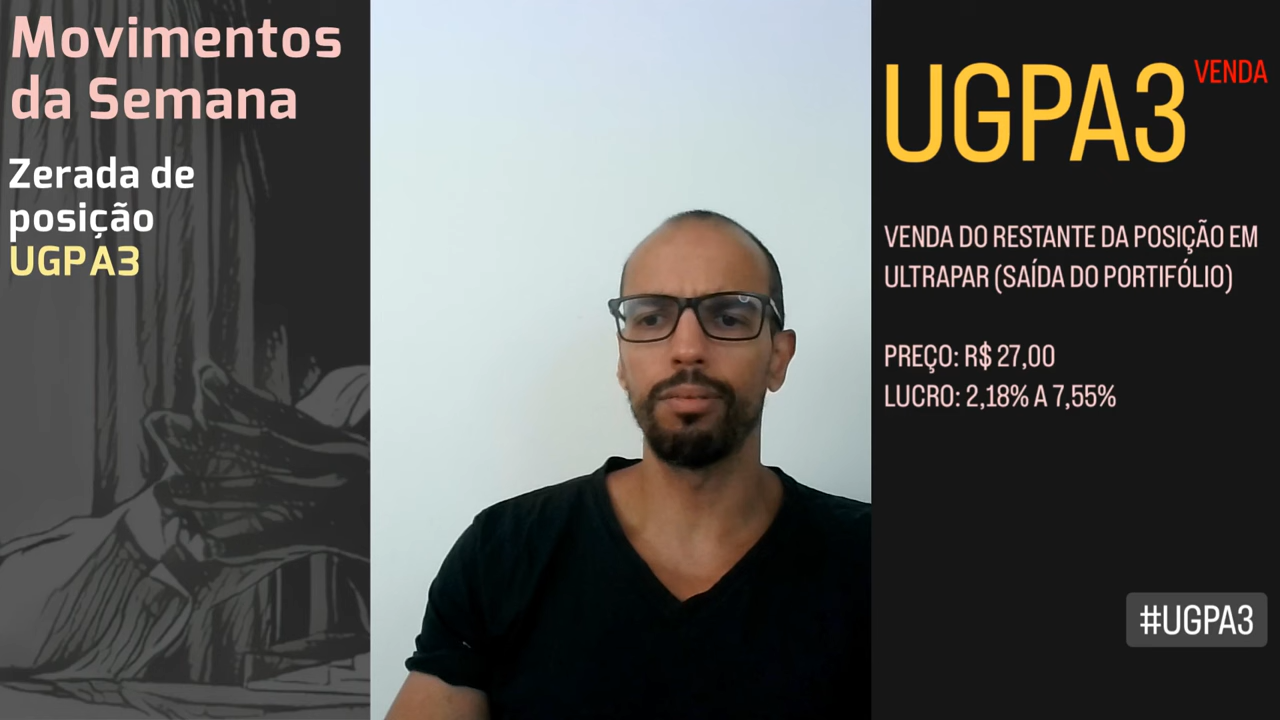 Movimentos
da Semana
Zerada de
posição
UGPA3
UGPA3 VENDA
VENDA DO RESTANTE DA POSIÇÃO EM
ULTRAPAR (SAÍDA DO PORTIFÓLIO)
PREÇO: R$ 27,00
LUCRO: 2,18% A 7,55%
#UGPA3